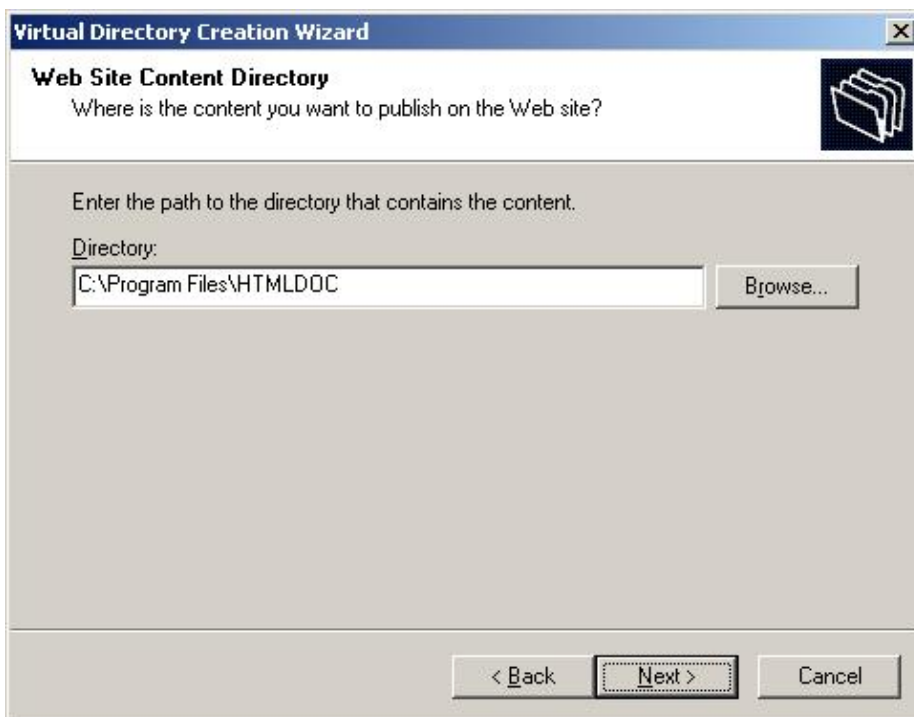 Virtual Directory Creation Wizard
Web Site Content Directory
Where is the content you want to publish on the Web site?
Enter the path to the directory that contains the content.
Directory:
C:\Program Files\HTMLDOC
Browse...
< Back
Next >
Cancel